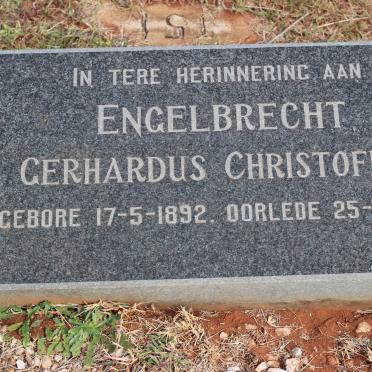 IN TERE HERINNERING AAN
ENGELBRECHT
GERHARDUS CHRISTOFF
GEBORE 17-5-1892. OORLEDE 25-